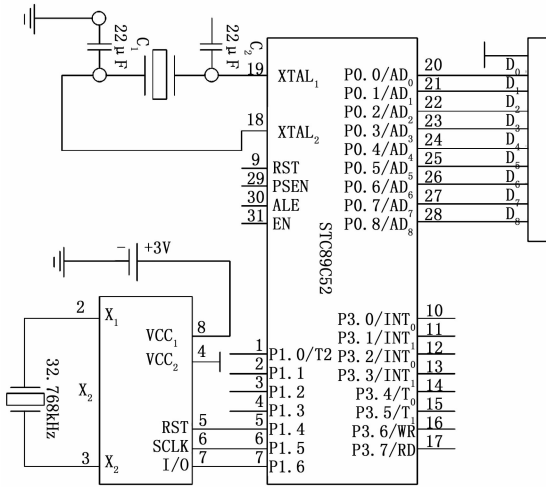 22μF
C₁
22μF
C₂
19
XTAL₁
18
XTAL₂
9
RST
29
PSEN
30
ALE
31
EN
STC89C52
P0.0/AD₀
20
D₀
P0.1/AD₁
21
D₁
P0.2/AD₂
22
D₂
P0.3/AD₃
23
D₃
P0.4/AD₄
24
D₄
P0.5/AD₅
25
D₅
P0.6/AD₆
26
D₆
P0.7/AD₇
27
D₇
P0.8/AD₈
28
D₈
P3.0/INT₀
10
P3.1/INT₁
11
P3.2/INT₀
12
P3.3/INT₁
13
P3.4/T₀
14
P3.5/T₁
15
P3.6/WR
16
P3.7/RD
17
1
P1.0/T2
2
P1.1
3
P1.2
4
P1.3
5
P1.4
6
P1.5
7
P1.6
- +3V
2
X₁
VCC₁
8
VCC₂
4
32.768kHz
X₂
3
X₂
RST
5
SCLK
6
I/O
7